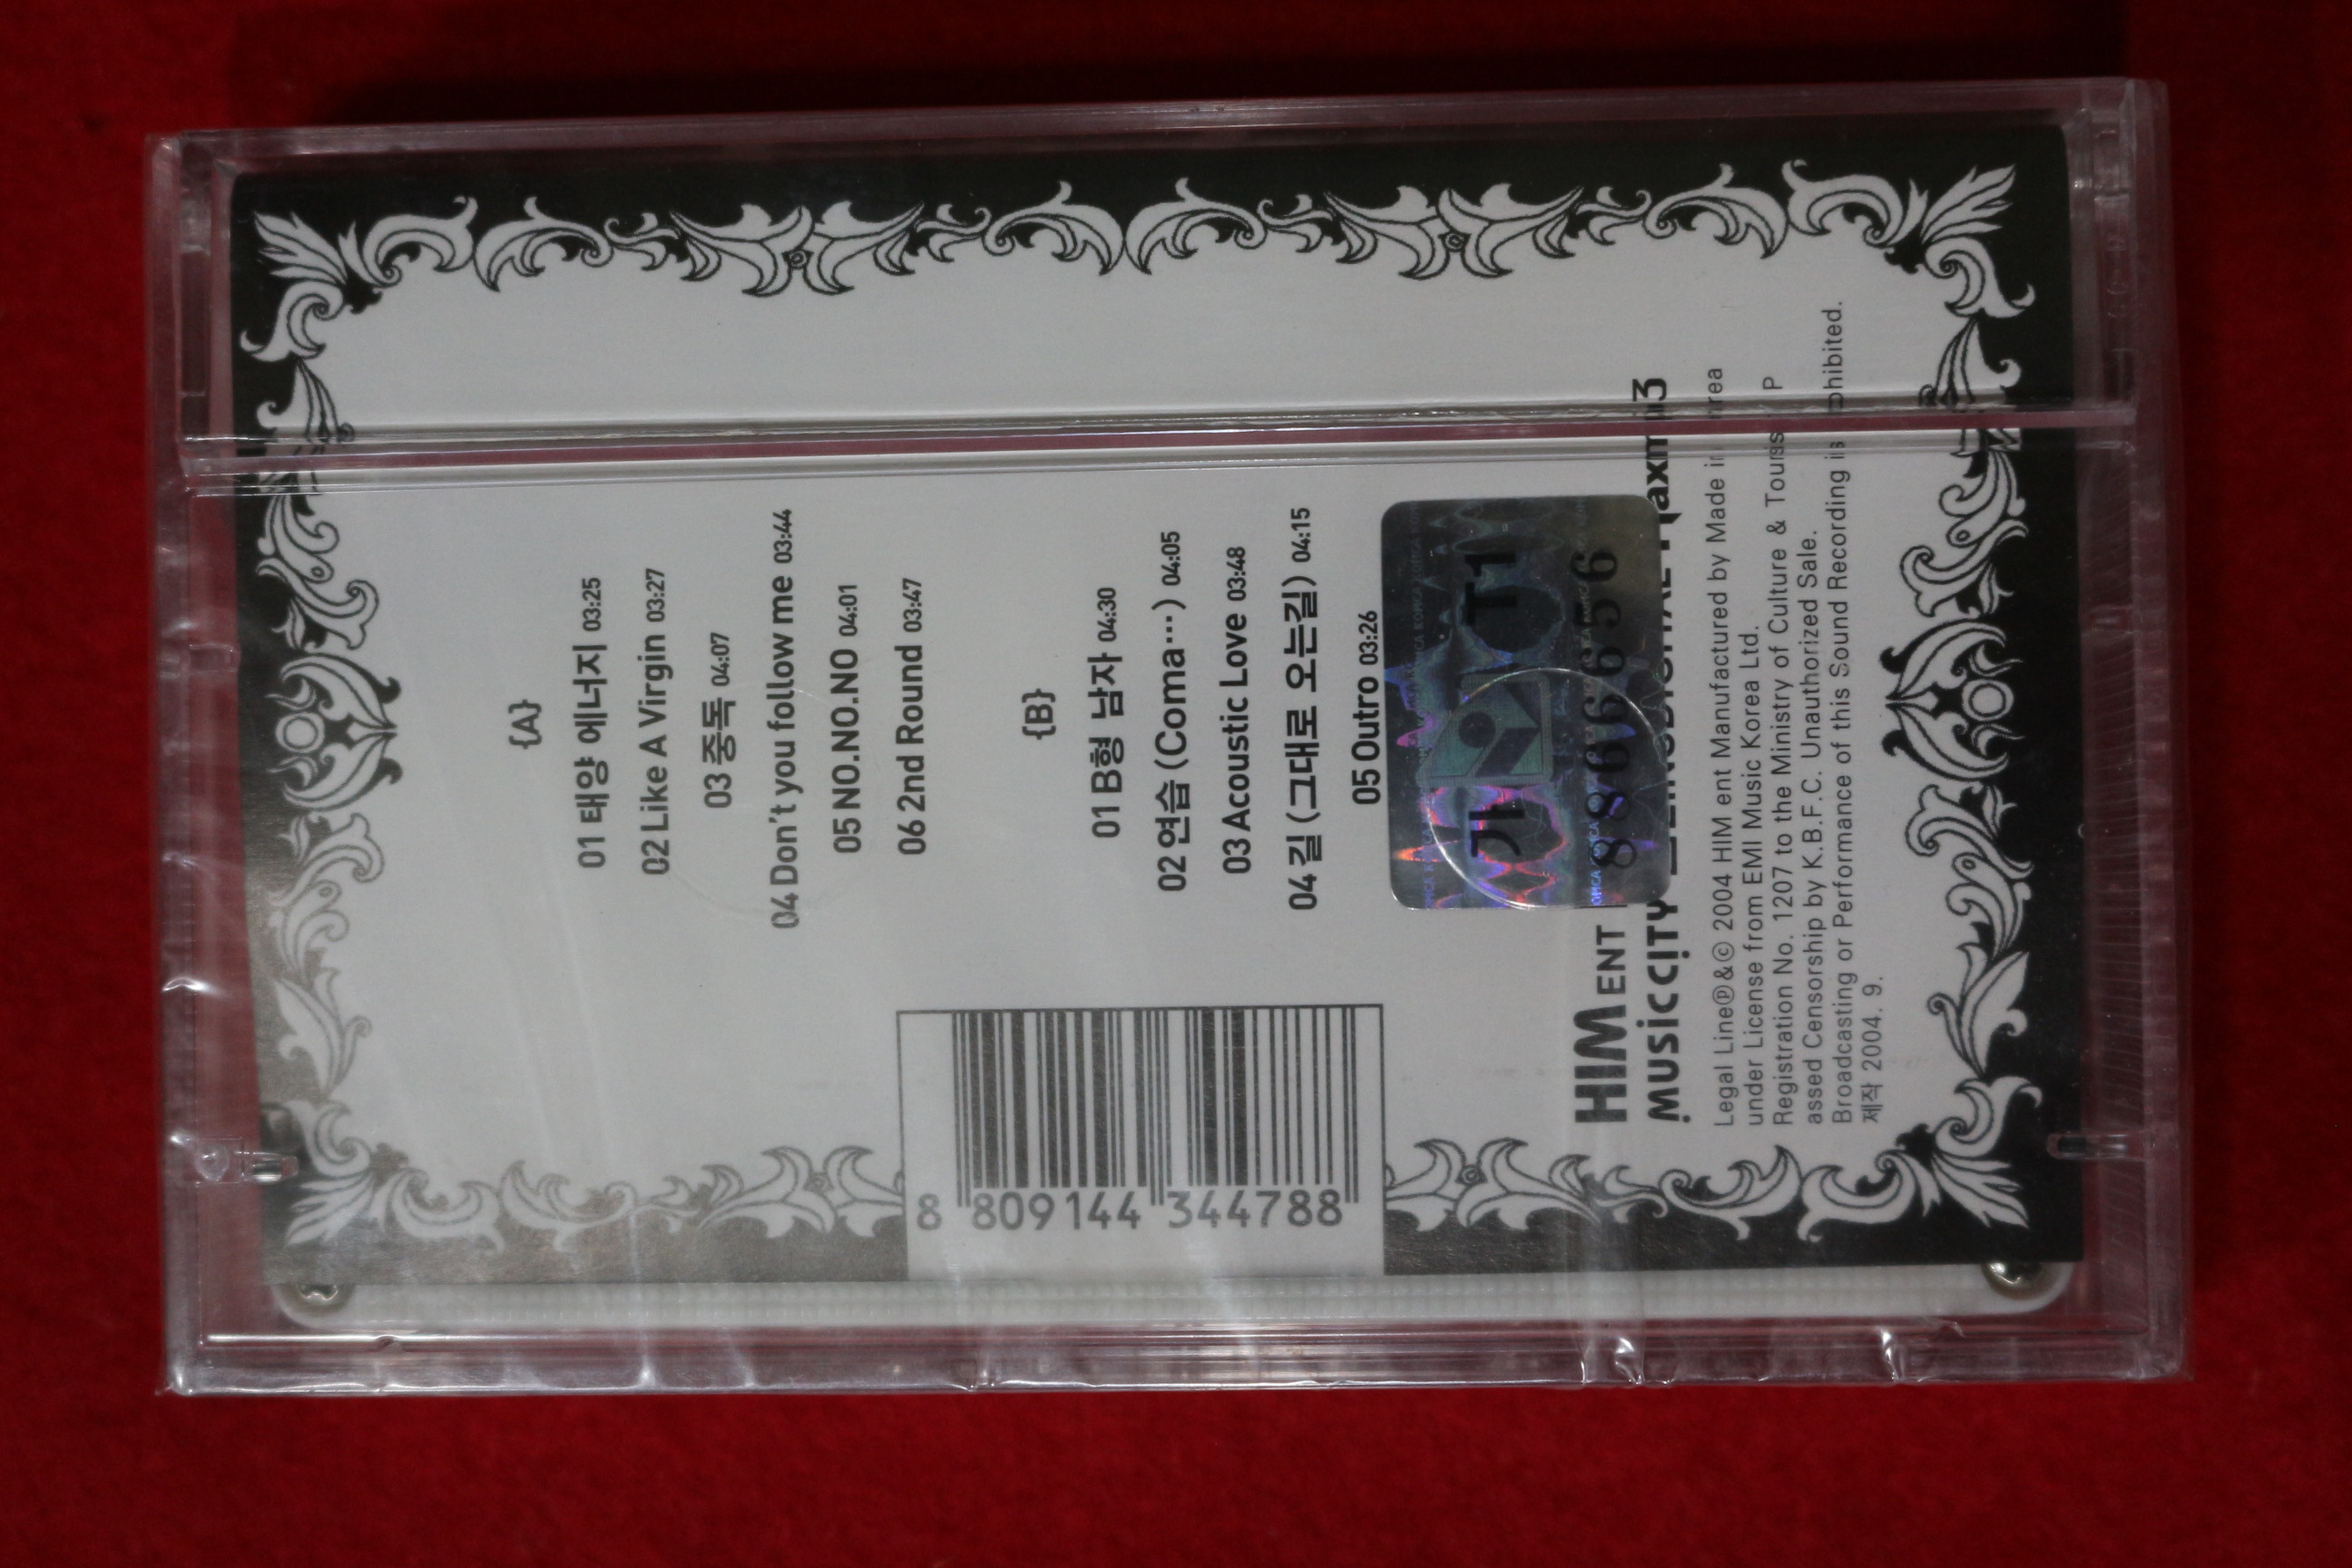 {A}
01 태양 에너지 03:25
02 Like A Virgin 03:27
03 중독 04:07
04 Don't you follow me 03:44
05 NO.NO.NO 04:01
06 2nd Round 03:47
{B}
01 B형 남자 04:30
02 연습 (Coma···) 04:05
03 Acoustic Love 03:48
04 길 (그대로 오는길) 04:15
05 Outro 03:26
가 T1
8866656
HIM ENT
MUSIC CITY
Legal Line℗&© 2004 HIM ent Manufactured by Made in
under License from EMI Music Korea Ltd.
Registration No. 1207 to the Ministry of Culture & Tours P
assed Censorship by K.B.F.C. Unauthorized Sale.
Broadcasting or Performance of this Sound Recording is
제작 2004. 9.
8 809144 344788